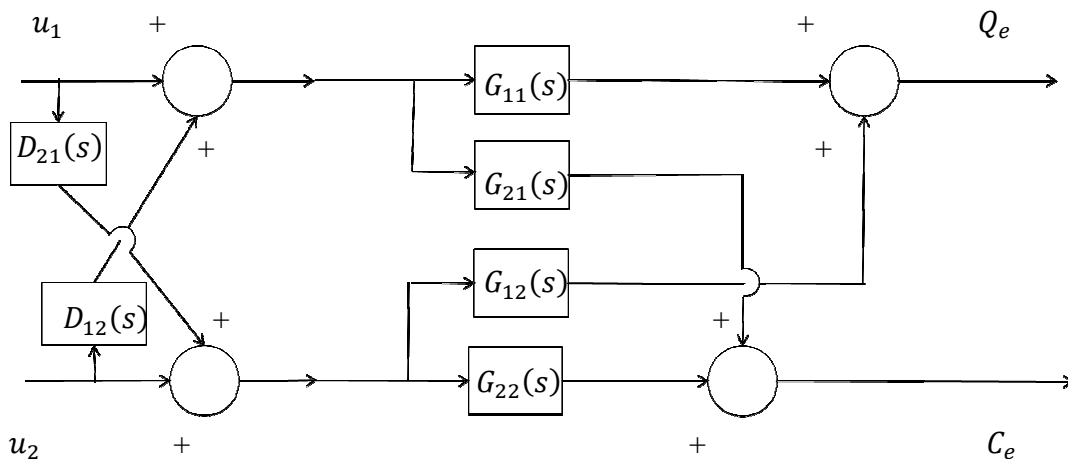 u₁ + + Qₑ
G₁₁(s)
D₂₁(s) + +
G₂₁(s)
G₁₂(s)
D₁₂(s) + +
G₂₂(s)
u₂ + + Cₑ